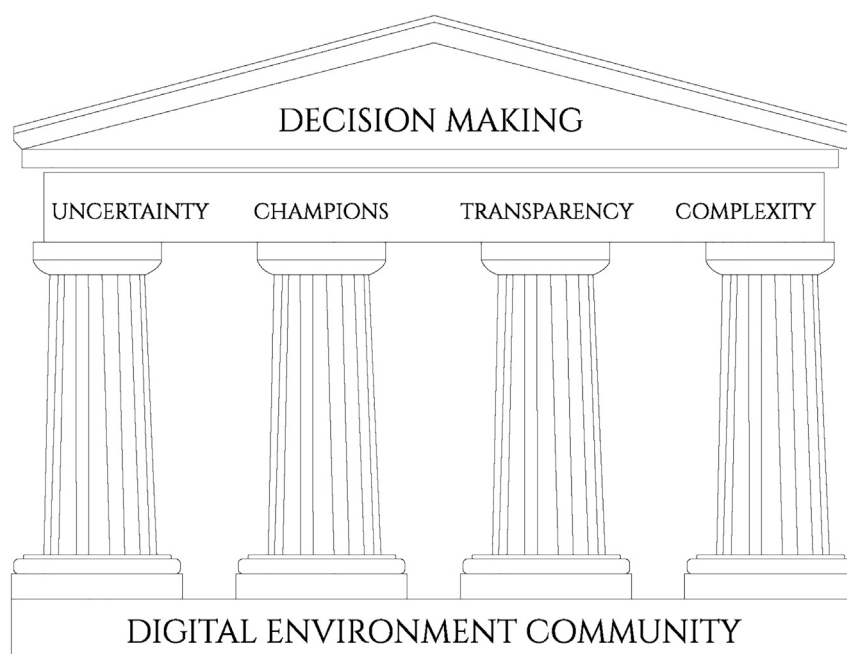 DECISION MAKING
UNCERTAINTY CHAMPIONS TRANSPARENCY COMPLEXITY
DIGITAL ENVIRONMENT COMMUNITY